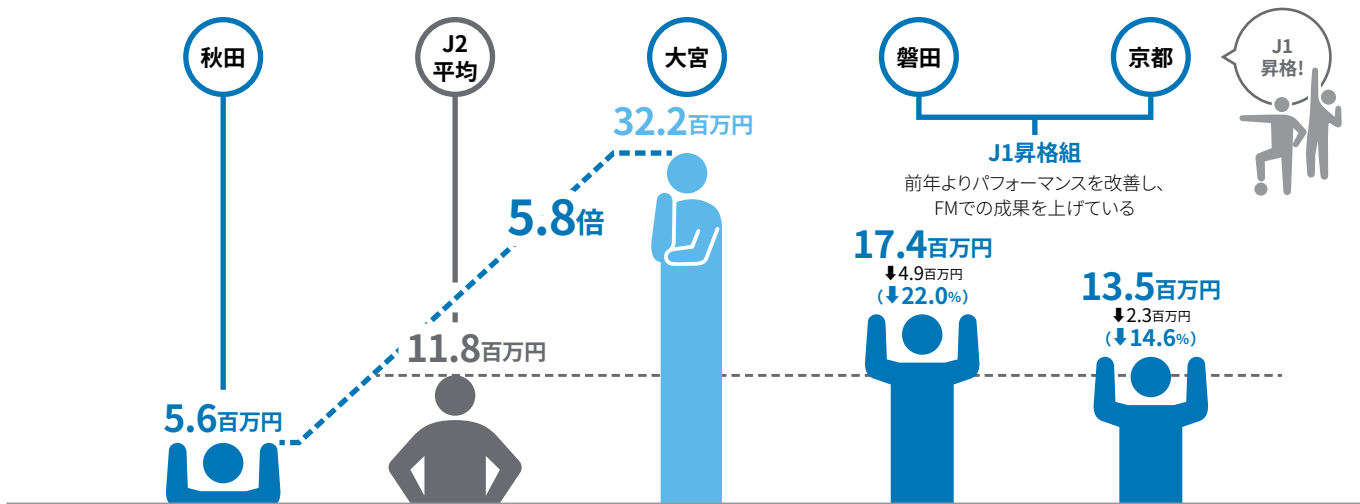 秋田
J2
平均
大宮
磐田
京都
J1
昇格!
32.2百万円
J1昇格組
前年よりパフォーマンスを改善し、
FMでの成果を上げている
5.8倍
17.4百万円
⬇4.9百万円
(⬇22.0%)
13.5百万円
⬇2.3百万円
(⬇14.6%)
11.8百万円
5.6百万円